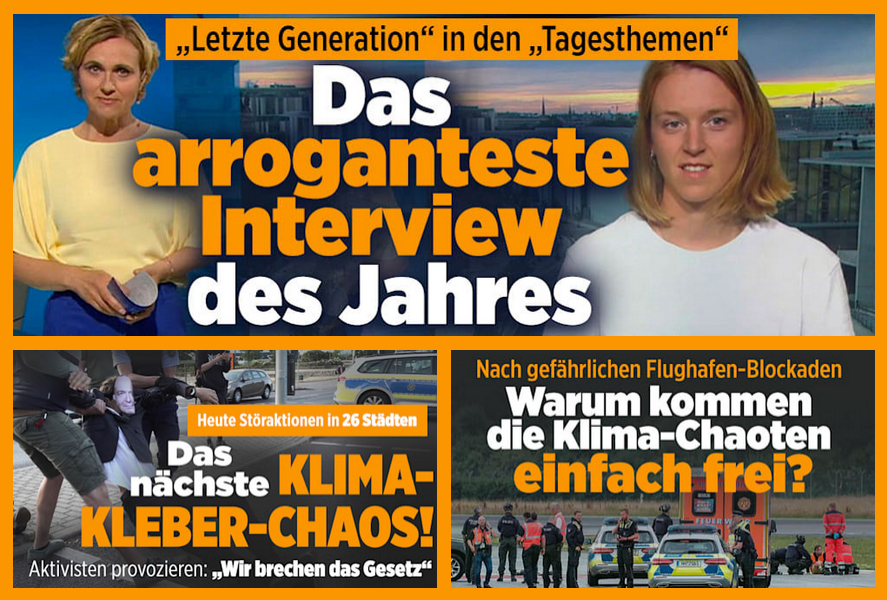 „Letzte Generation“ in den „Tagesthemen“
Das
arroganteste
Interview
des Jahres
Heute Störaktionen in 26 Städten
Das
nächste KLIMA-
KLEBER-CHAOS!
Aktivisten provozieren: „Wir brechen das Gesetz“
Nach gefährlichen Flughafen-Blockaden
Warum kommen
die Klima-Chaoten
einfach frei?
FEUERW